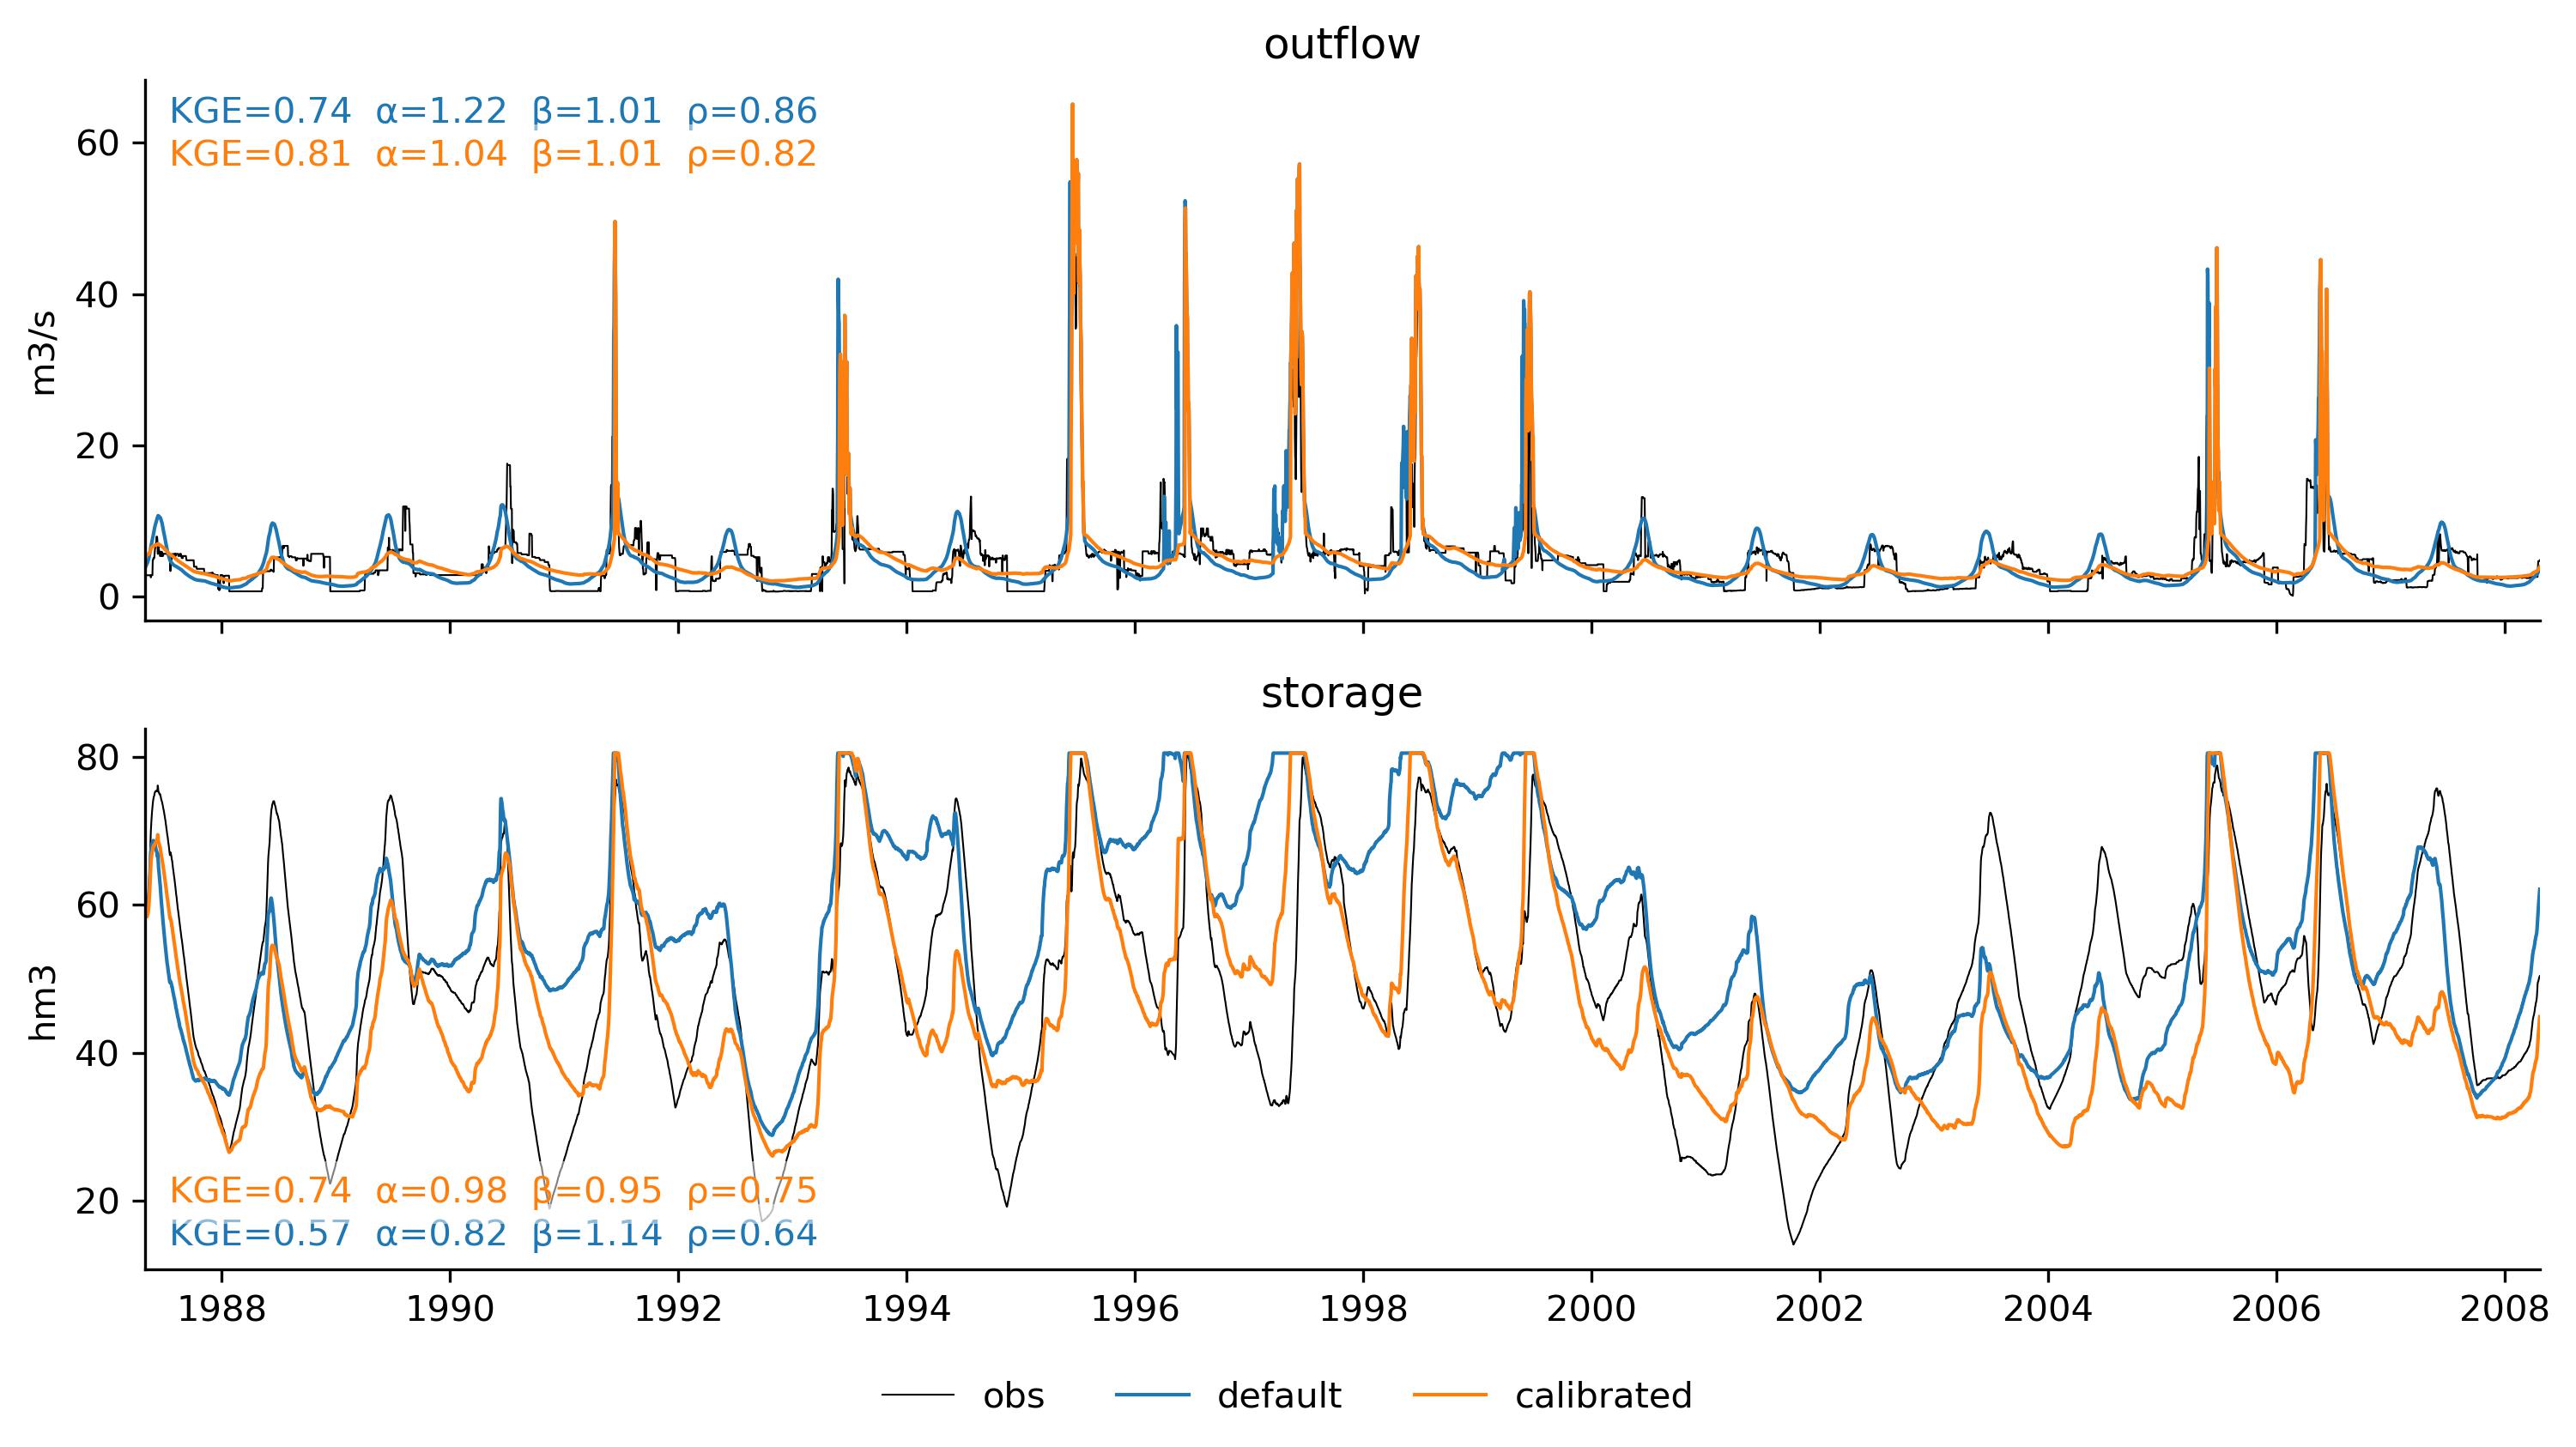 outflow
KGE=0.74 α=1.22 β=1.01 ρ=0.86
KGE=0.81 α=1.04 β=1.01 ρ=0.82
m3/s
60
40
20
0
storage
hm3
80
60
40
20
KGE=0.74 α=0.98 β=0.95 ρ=0.75
KGE=0.57 α=0.82 β=1.14 ρ=0.64
1988 1990 1992 1994 1996 1998 2000 2002 2004 2006 2008
obs default calibrated